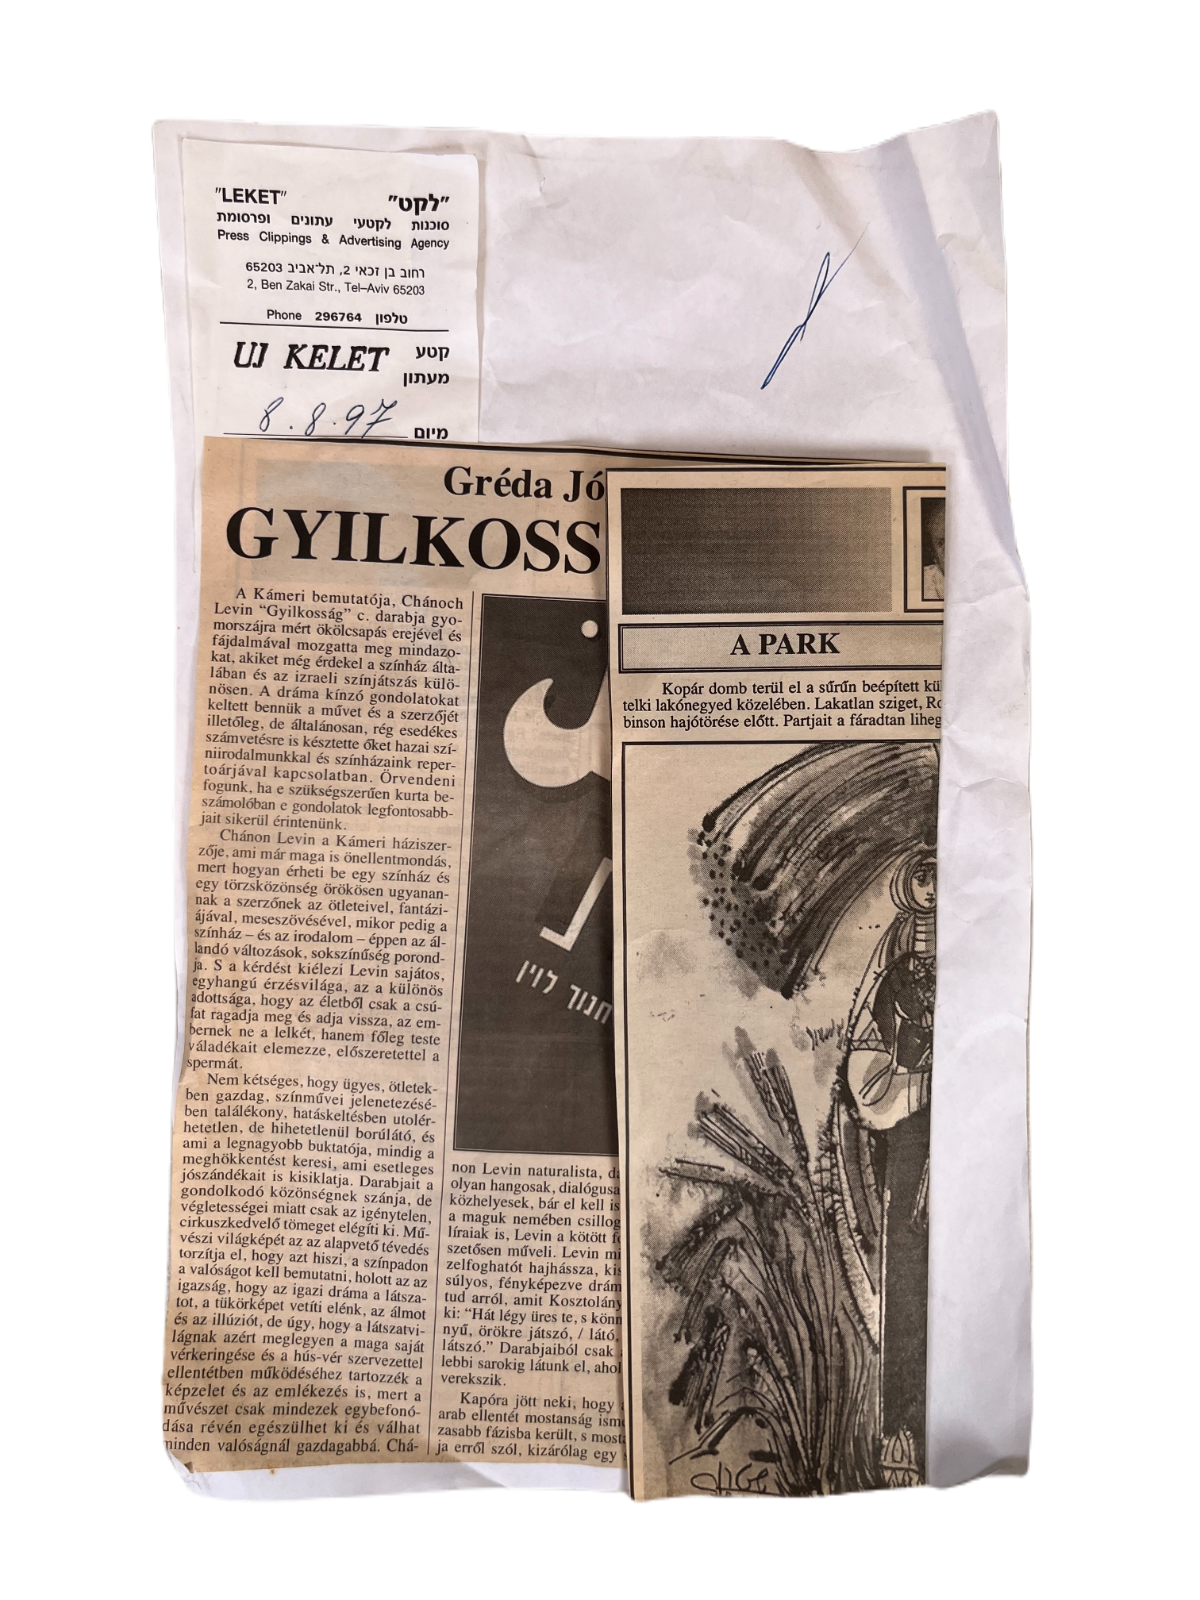 "LEKET" "לקט"
סוכנות לקטעי עתונים ופרסומת
Press Clippings & Advertising Agency
רחוב בן זכאי 2, תל־אביב 65203
2, Ben Zakai Str., Tel–Aviv 65203
Phone 296764 טלפון
UJ KELET קטע
מעתון
8.8.97 מיום
Gréda Jó
GYILKOSS
A Kámeri bemutatója, Chánoch
Levin “Gyilkosság” c. darabja gyo-
morszájra mért ökölcsapás erejével és
fájdalmával mozgatta meg mindazo-
kat, akiket még érdekel a színház álta-
lában és az izraeli színjátszás külö-
nösen. A dráma kínzó gondolatokat
keltett bennük a művet és a szerzőjét
illetőleg, de általánosan, rég esedékes
számvetésre is késztette őket hazai szí-
niirodalmunkkal és színházaink reper-
toárjával kapcsolatban. Örvendeni
fogunk, ha e szükségszerűen kurta be-
számolóban e gondolatok legfontosabb-
jait sikerül érintenünk.
Chánon Levin a Kámeri háziszer-
zője, ami már maga is önellentmondás,
mert hogyan érheti be egy színház és
egy törzsközönség örökösen ugyanan-
nak a szerzőnek az ötleteivel, fantázi-
ájával, meseszövésével, mikor pedig a
színház – és az irodalom – éppen az ál-
landó változások, sokszínűség porond-
ja. S a kérdést kiélezi Levin sajátos,
egyhangú érzésvilága, az a különös
adottsága, hogy az életből csak a csú-
fat ragadja meg és adja vissza, az em-
bernek ne a lelkét, hanem főleg teste
váladékait elemezze, előszeretettel a
spermát.
Nem kétséges, hogy ügyes, ötletek-
ben gazdag, színművei jelenetezésé-
ben találékony, hatáskeltésben utolér-
hetetlen, de hihetetlenül borúlátó, és
ami a legnagyobb buktatója, mindig a
meghökkentést keresi, ami esetleges
jószándékait is kisiklatja. Darabjait a
gondolkodó közönségnek szánja, de
végletességei miatt csak az igénytelen,
cirkuszkedvelő tömeget elégíti ki. Mű-
vészi világképét az az alapvető tévedés
torzítja el, hogy azt hiszi, a színpadon
a valóságot kell bemutatni, holott az az
igazság, hogy az igazi dráma a látsza-
tot, a tükörképet vetíti elénk, az álmot
és az illúziót, de úgy, hogy a látszatvi-
lágnak azért meglegyen a maga saját
vérkeringése és a hús-vér szervezettel
ellentétben működéséhez tartozzék a
képzelet és az emlékezés is, mert a
művészet csak mindezek egybefonó-
dása révén egészülhet ki és válhat
minden valóságnál gazdagabbá. Chá-
חנוך לוין
non Levin naturalista, da
olyan hangosak, dialógusa
közhelyesek, bár el kell is
a maguk nemében csillog
líraiak is, Levin a kötött f
szetősen műveli. Levin mi
zelfoghatót hajhássza, kis
súlyos, fényképezve drám
tud arról, amit Kosztolány
ki: “Hát légy üres te, s könn
nyű, örökre játszó, / látó,
látszó.” Darabjaiból csak
lebbi sarokig látunk el, ahol
verekszik.
Kapóra jött neki, hogy
arab ellentét mostanság ism
zasabb fázisba került, s most
ja erről szól, kizárólag egy
A PARK
Kopár domb terül el a sűrűn beépített kü
telki lakónegyed közelében. Lakatlan sziget, Ro
binson hajótörése előtt. Partjait a fáradtan liheg